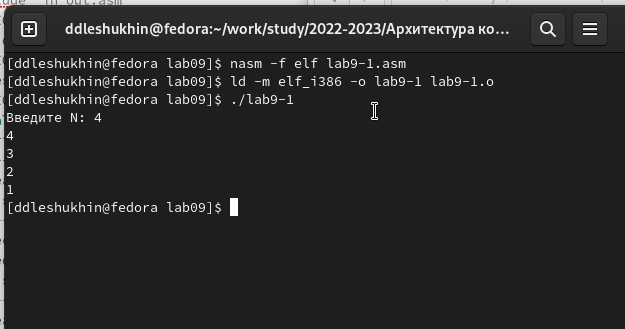 ddleshukhin@fedora:~/work/study/2022-2023/Архитектура ко...
[ddleshukhin@fedora lab09]$ nasm -f elf lab9-1.asm
[ddleshukhin@fedora lab09]$ ld -m elf_i386 -o lab9-1 lab9-1.o
[ddleshukhin@fedora lab09]$ ./lab9-1
Введите N: 4
4
3
2
1
[ddleshukhin@fedora lab09]$